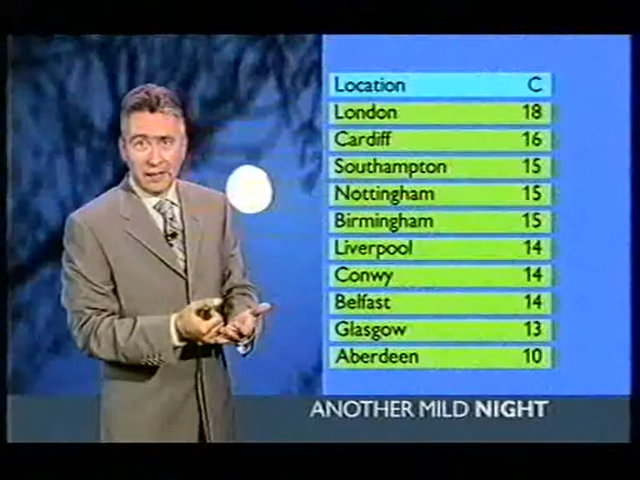 Location C
London 18
Cardiff 16
Southampton 15
Nottingham 15
Birmingham 15
Liverpool 14
Conwy 14
Belfast 14
Glasgow 13
Aberdeen 10
ANOTHER MILD NIGHT